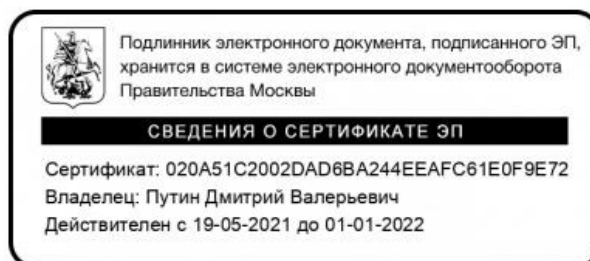 Подлинник электронного документа, подписанного ЭП,
хранится в системе электронного документооборота
Правительства Москвы
СВЕДЕНИЯ О СЕРТИФИКАТЕ ЭП
Сертификат: 020A51C2002DAD6BA244EEAFC61E0F9E72
Владелец: Путин Дмитрий Валерьевич
Действителен с 19-05-2021 до 01-01-2022